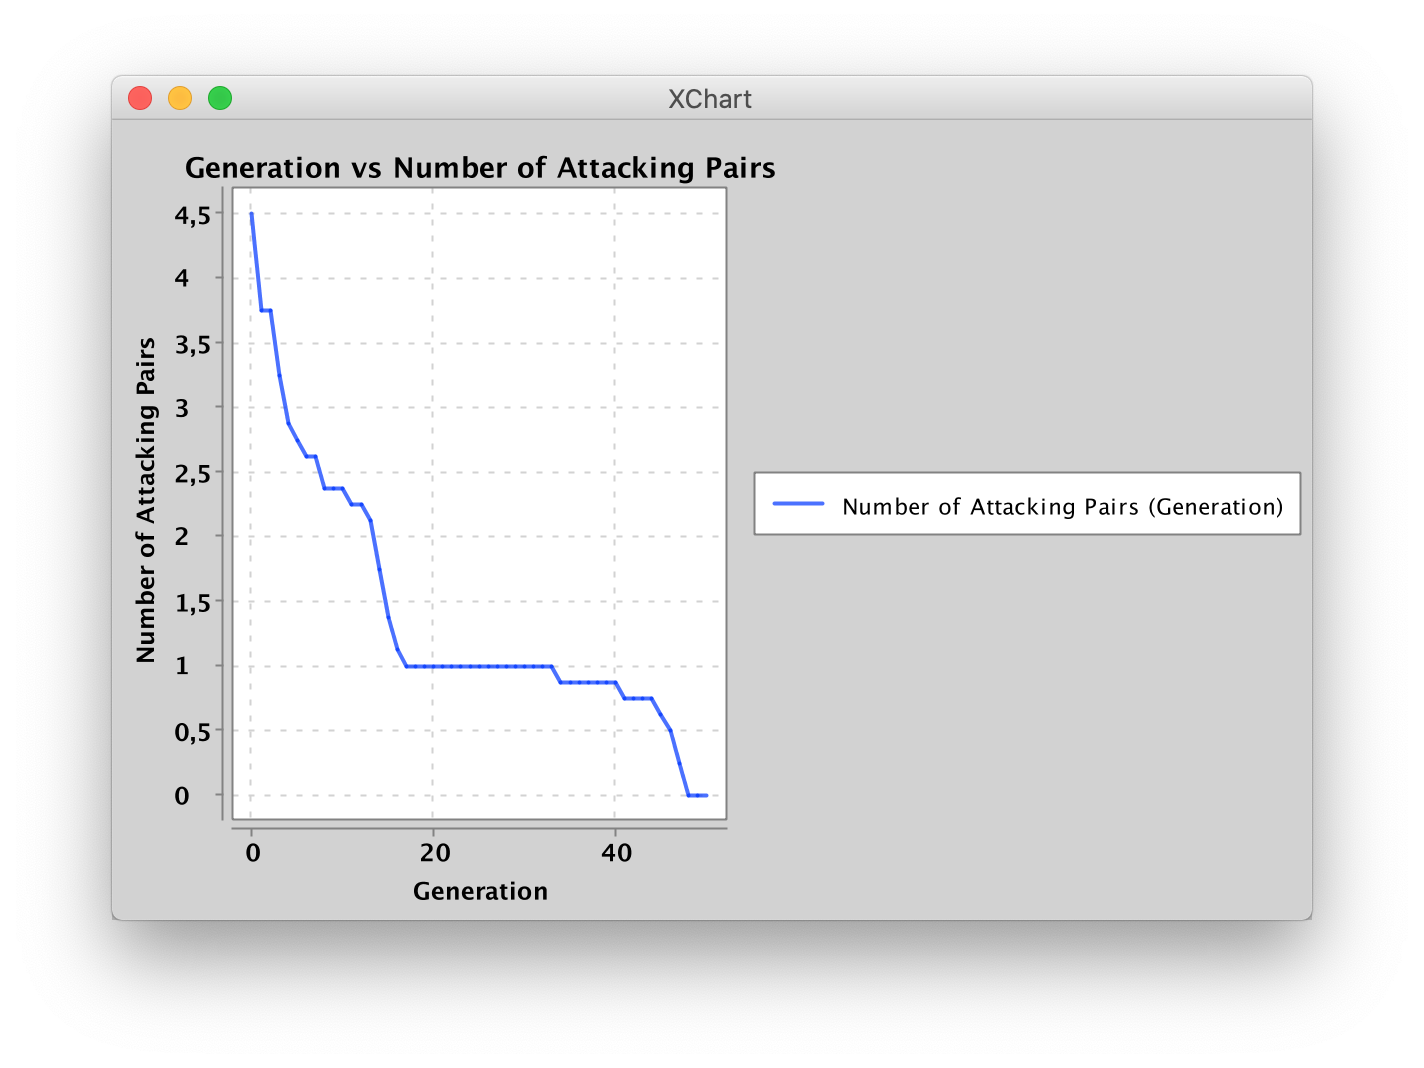 XChart
Generation vs Number of Attacking Pairs
4,5
4
3,5
3
2,5
2
1,5
1
0,5
0
Number of Attacking Pairs
0 20 40
Generation
Number of Attacking Pairs (Generation)